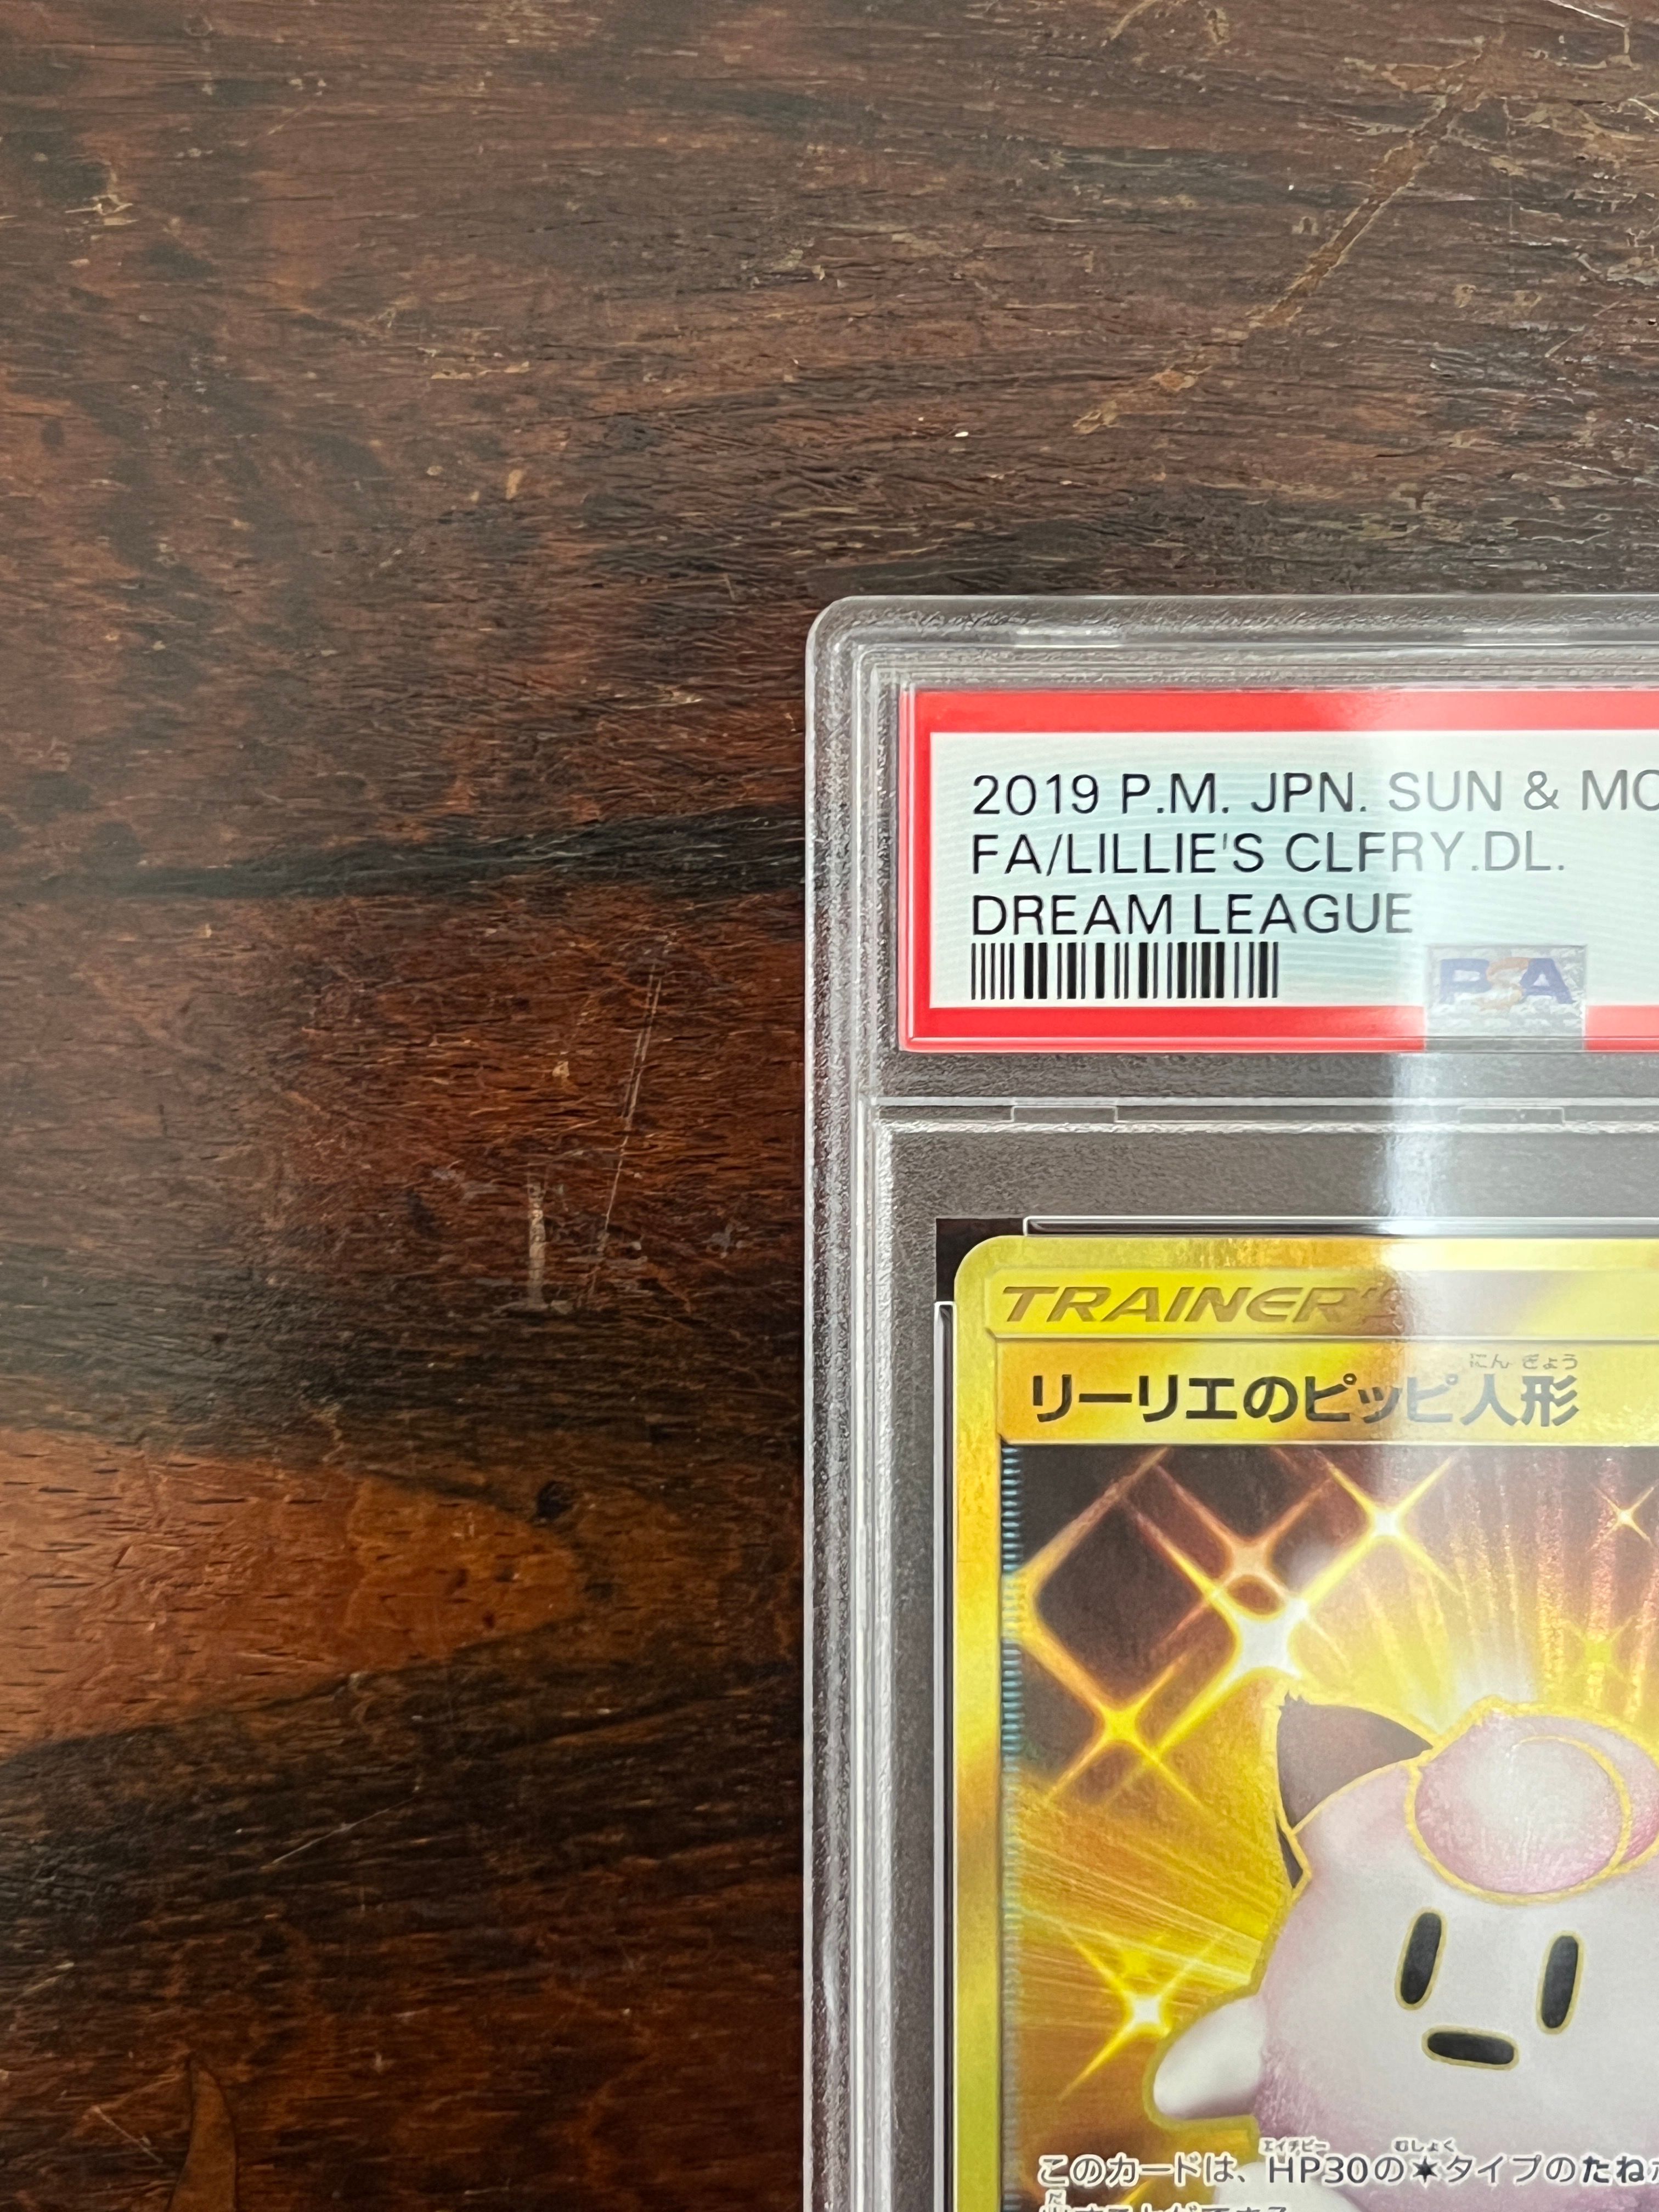 2019 P.M. JPN. SUN & MO
FA/LILLIE'S CLFRY.DL.
DREAM LEAGUE
PSA
TRAINER'S
にん ぎょう
リーリエのピッピ人形
エイチピー むしょく
このカードは、HP30の✶タイプのたね